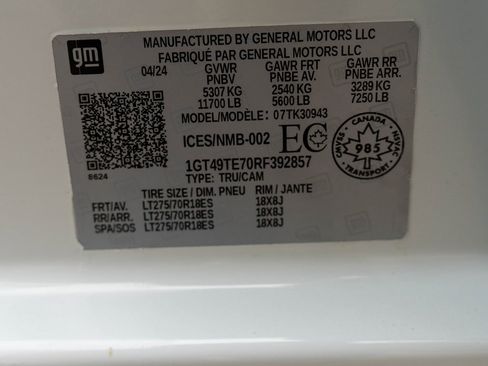 gm
MANUFACTURED BY GENERAL MOTORS LLC
FABRIQUÉ PAR GENERAL MOTORS LLC
04/24 GVWR GAWR FRT GAWR RR
PNBV PNBE AV. PNBE ARR.
5307 KG 2540 KG 3289 KG
11700 LB 5600 LB 7250 LB
MODEL/MODÈLE: 07TK30943
ICES/NMB-002 EC
1GT49TE70RF392857
TYPE: TRU/CAM
8624
CANADA
CMVSS 985 NSVAC
TRANSPORT
TIRE SIZE / DIM. PNEU RIM / JANTE
FRT/AV. LT275/70R18ES 18X8J
RR/ARR. LT275/70R18ES 18X8J
SPA/SOS LT275/70R18ES 18X8J